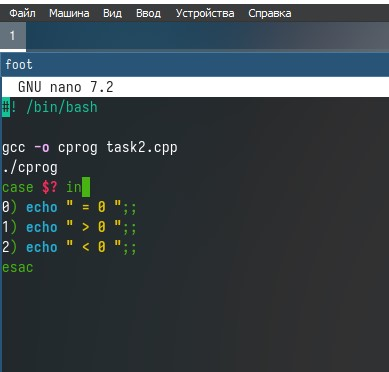 Файл Машина Вид Ввод Устройства Справка
1
foot
GNU nano 7.2
#! /bin/bash
gcc -o cprog task2.cpp
./cprog
case $? in
0) echo " = 0 ";;
1) echo " > 0 ";;
2) echo " < 0 ";;
esac